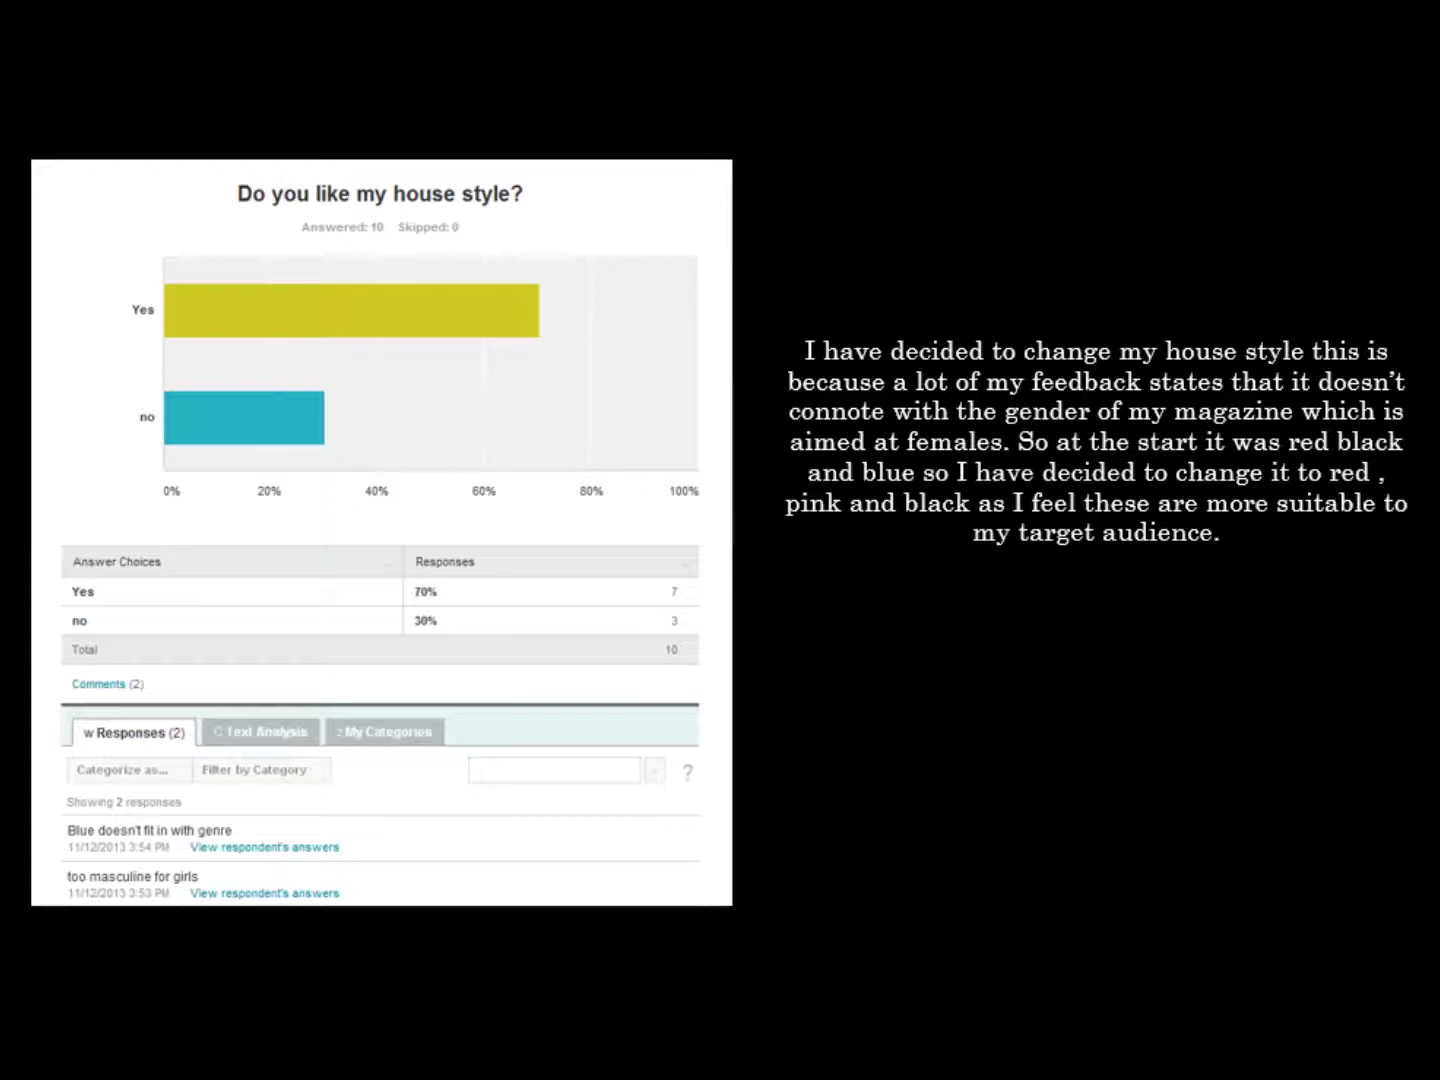 Do you like my house style?
Answered: 10 Skipped: 0
Yes
no
0% 20% 40% 60% 80% 100%
Answer Choices Responses
Yes 70% 7
no 30% 3
Total 10
Comments (2)
w Responses (2) Text Analysis My Categories
Categorize as... Filter by Category ?
Showing 2 responses
Blue doesn't fit in with genre
11/12/2013 3:54 PM View respondent's answers
too masculine for girls
11/12/2013 3:53 PM View respondent's answers
I have decided to change my house style this is
because a lot of my feedback states that it doesn’t
connote with the gender of my magazine which is
aimed at females. So at the start it was red black
and blue so I have decided to change it to red ,
pink and black as I feel these are more suitable to
my target audience.